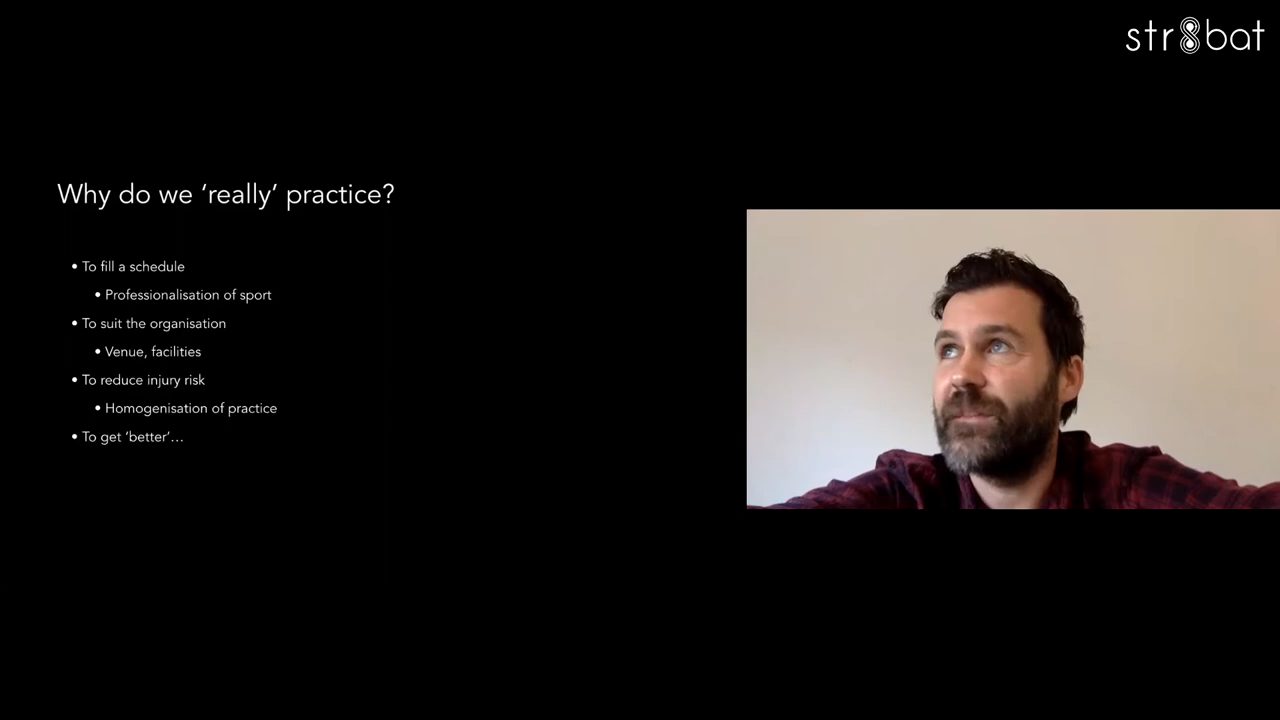 str8bat
Why do we ‘really’ practice?
• To fill a schedule
• Professionalisation of sport
• To suit the organisation
• Venue, facilities
• To reduce injury risk
• Homogenisation of practice
• To get ‘better’…